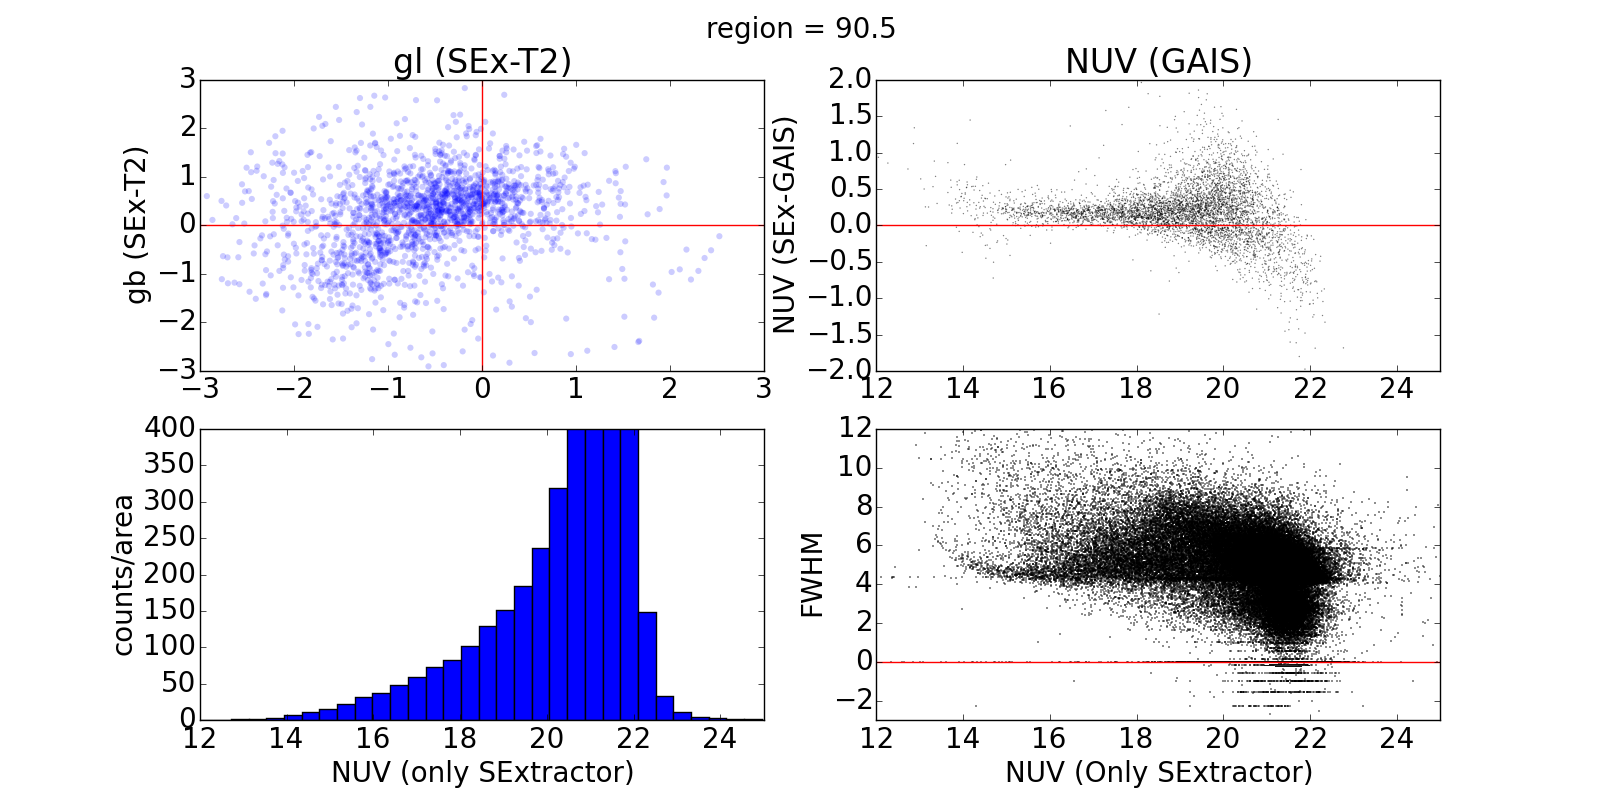 region = 90.5
gl (SEx-T2)
3
2
1
0
−1
−2
−3
−3 −2 −1 0 1 2 3
gb (SEx-T2)
NUV (GAIS)
2.0
1.5
1.0
0.5
0.0
−0.5
−1.0
−1.5
−2.0
12 14 16 18 20 22 24
NUV (SEx-GAIS)
400
350
300
250
200
150
100
50
0
12 14 16 18 20 22 24
counts/area
NUV (only SExtractor)
12
10
8
6
4
2
0
−2
12 14 16 18 20 22 24
FWHM
NUV (Only SExtractor)